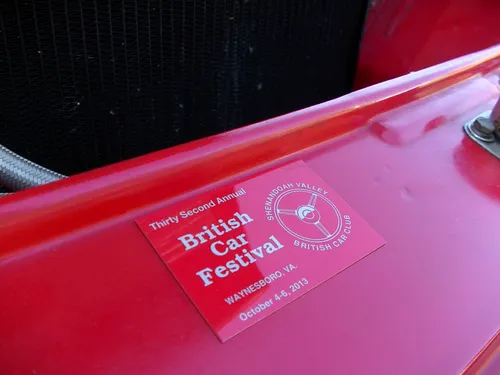 Thirty Second Annual
British
Car
Festival
WAYNESBORO, VA.
October 4-6, 2013
SHENANDOAH VALLEY
BRITISH CAR CLUB